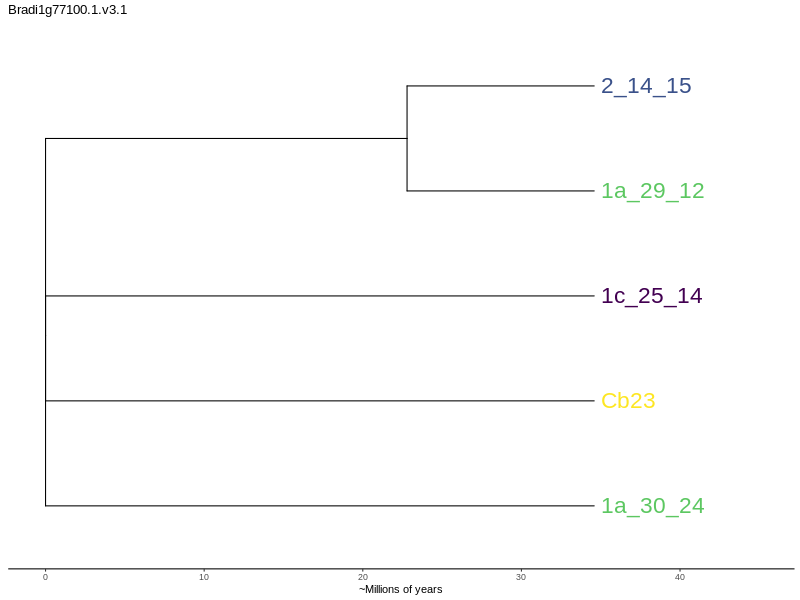 Bradi1g77100.1.v3.1
2_14_15
1a_29_12
1c_25_14
Cb23
1a_30_24
0 10 20 30 40
~Millions of years